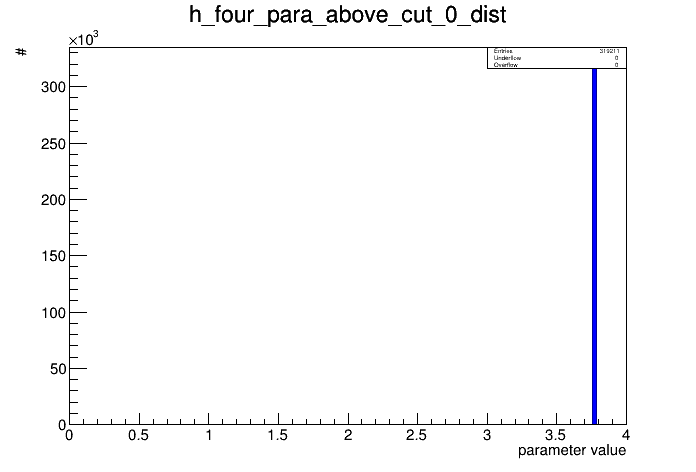 h_four_para_above_cut_0_dist
×10³
#
Entries 319211
Underflow 0
Overflow 0
300
250
200
150
100
50
0
0 0.5 1 1.5 2 2.5 3 3.5 4
parameter value